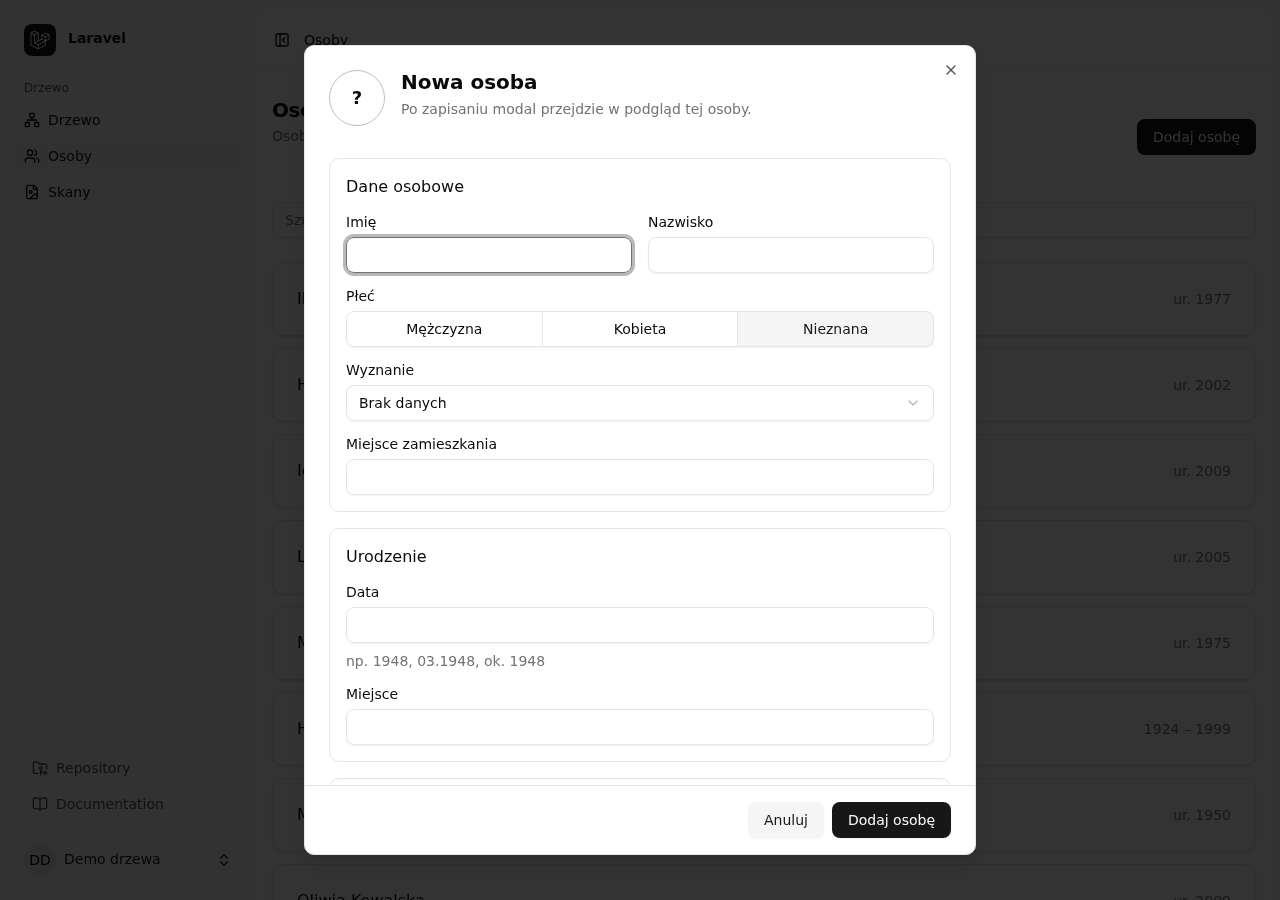 Laravel
Osoby
Drzewo
Drzewo
Osoby
Skany
Dodaj osobę
ur. 1977
ur. 2002
ur. 2009
ur. 2005
ur. 1975
1924 – 1999
ur. 1950
?
Nowa osoba
Po zapisaniu modal przejdzie w podgląd tej osoby.
Dane osobowe
Imię
Nazwisko
Płeć
Mężczyzna
Kobieta
Nieznana
Wyznanie
Brak danych
Miejsce zamieszkania
Urodzenie
Data
np. 1948, 03.1948, ok. 1948
Miejsce
Anuluj
Dodaj osobę
Repository
Documentation
DD
Demo drzewa
Oliwia Kowalska